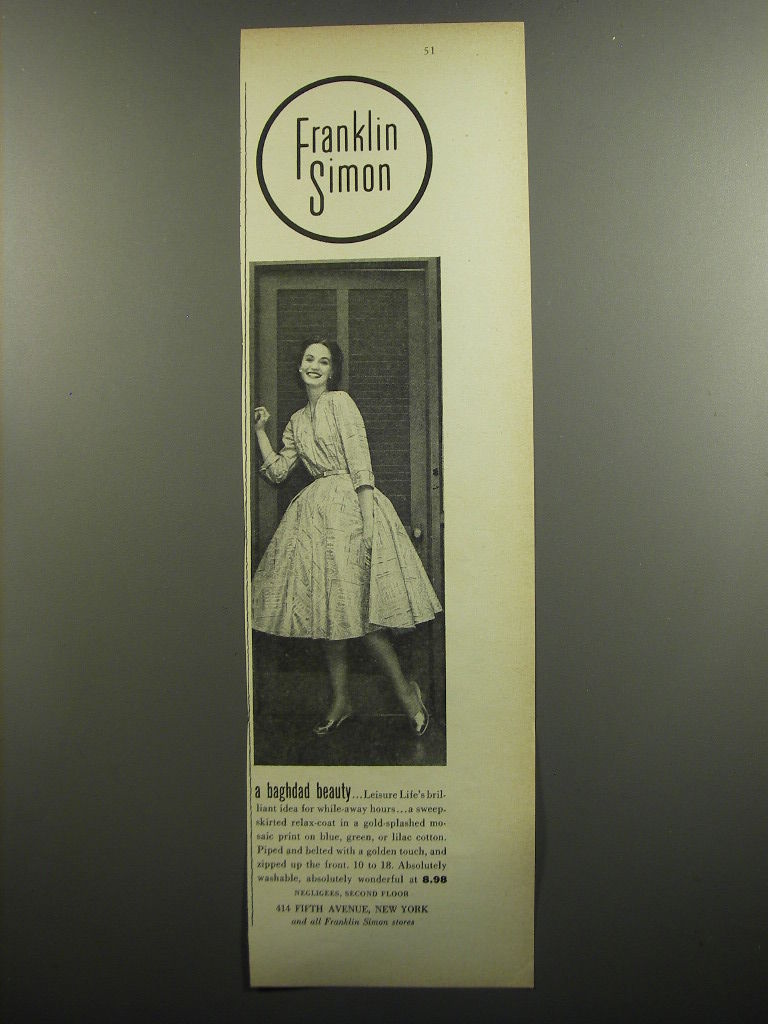 51
Franklin
Simon
a baghdad beauty...Leisure Life's bril-
liant idea for while-away hours...a sweep-
skirted relax-coat in a gold-splashed mo-
saic print on blue, green, or lilac cotton.
Piped and belted with a golden touch, and
zipped up the front. 10 to 18. Absolutely
washable, absolutely wonderful at 8.98
NEGLIGEES, SECOND FLOOR
414 FIFTH AVENUE, NEW YORK
and all Franklin Simon stores